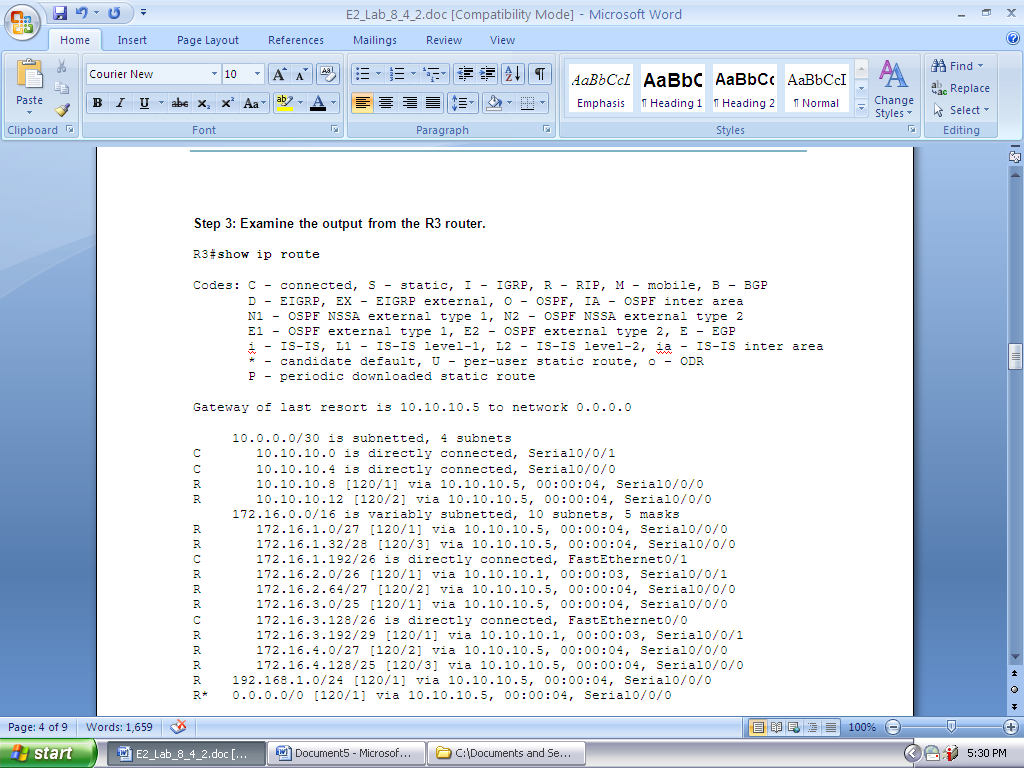 E2_Lab_8_4_2.doc [Compatibility Mode] - Microsoft Word
Home Insert Page Layout References Mailings Review View
Paste
Clipboard
Courier New 10
B I U abc x₂ x² Aa ab A
Font
Paragraph
AaBbCcI AaBbC AaBbCc AaBbCcI
Emphasis ¶ Heading 1 ¶ Heading 2 ¶ Normal
Change Styles
Styles
Find
Replace
Select
Editing
Step 3: Examine the output from the R3 router.
R3#show ip route
Codes: C - connected, S - static, I - IGRP, R - RIP, M - mobile, B - BGP
D - EIGRP, EX - EIGRP external, O - OSPF, IA - OSPF inter area
N1 - OSPF NSSA external type 1, N2 - OSPF NSSA external type 2
E1 - OSPF external type 1, E2 - OSPF external type 2, E - EGP
i - IS-IS, L1 - IS-IS level-1, L2 - IS-IS level-2, ia - IS-IS inter area
* - candidate default, U - per-user static route, o - ODR
P - periodic downloaded static route
Gateway of last resort is 10.10.10.5 to network 0.0.0.0
10.0.0.0/30 is subnetted, 4 subnets
C 10.10.10.0 is directly connected, Serial0/0/1
C 10.10.10.4 is directly connected, Serial0/0/0
R 10.10.10.8 [120/1] via 10.10.10.5, 00:00:04, Serial0/0/0
R 10.10.10.12 [120/2] via 10.10.10.5, 00:00:04, Serial0/0/0
172.16.0.0/16 is variably subnetted, 10 subnets, 5 masks
R 172.16.1.0/27 [120/1] via 10.10.10.5, 00:00:04, Serial0/0/0
R 172.16.1.32/28 [120/3] via 10.10.10.5, 00:00:04, Serial0/0/0
C 172.16.1.192/26 is directly connected, FastEthernet0/1
R 172.16.2.0/26 [120/1] via 10.10.10.1, 00:00:03, Serial0/0/1
R 172.16.2.64/27 [120/2] via 10.10.10.5, 00:00:04, Serial0/0/0
R 172.16.3.0/25 [120/1] via 10.10.10.5, 00:00:04, Serial0/0/0
C 172.16.3.128/26 is directly connected, FastEthernet0/0
R 172.16.3.192/29 [120/1] via 10.10.10.1, 00:00:03, Serial0/0/1
R 172.16.4.0/27 [120/2] via 10.10.10.5, 00:00:04, Serial0/0/0
R 172.16.4.128/25 [120/3] via 10.10.10.5, 00:00:04, Serial0/0/0
R 192.168.1.0/24 [120/1] via 10.10.10.5, 00:00:04, Serial0/0/0
R* 0.0.0.0/0 [120/1] via 10.10.10.5, 00:00:04, Serial0/0/0
Page: 4 of 9 Words: 1,659 100%
start E2_Lab_8_4_2.doc [... Document5 - Microsof... C:\Documents and Se... 5:30 PM